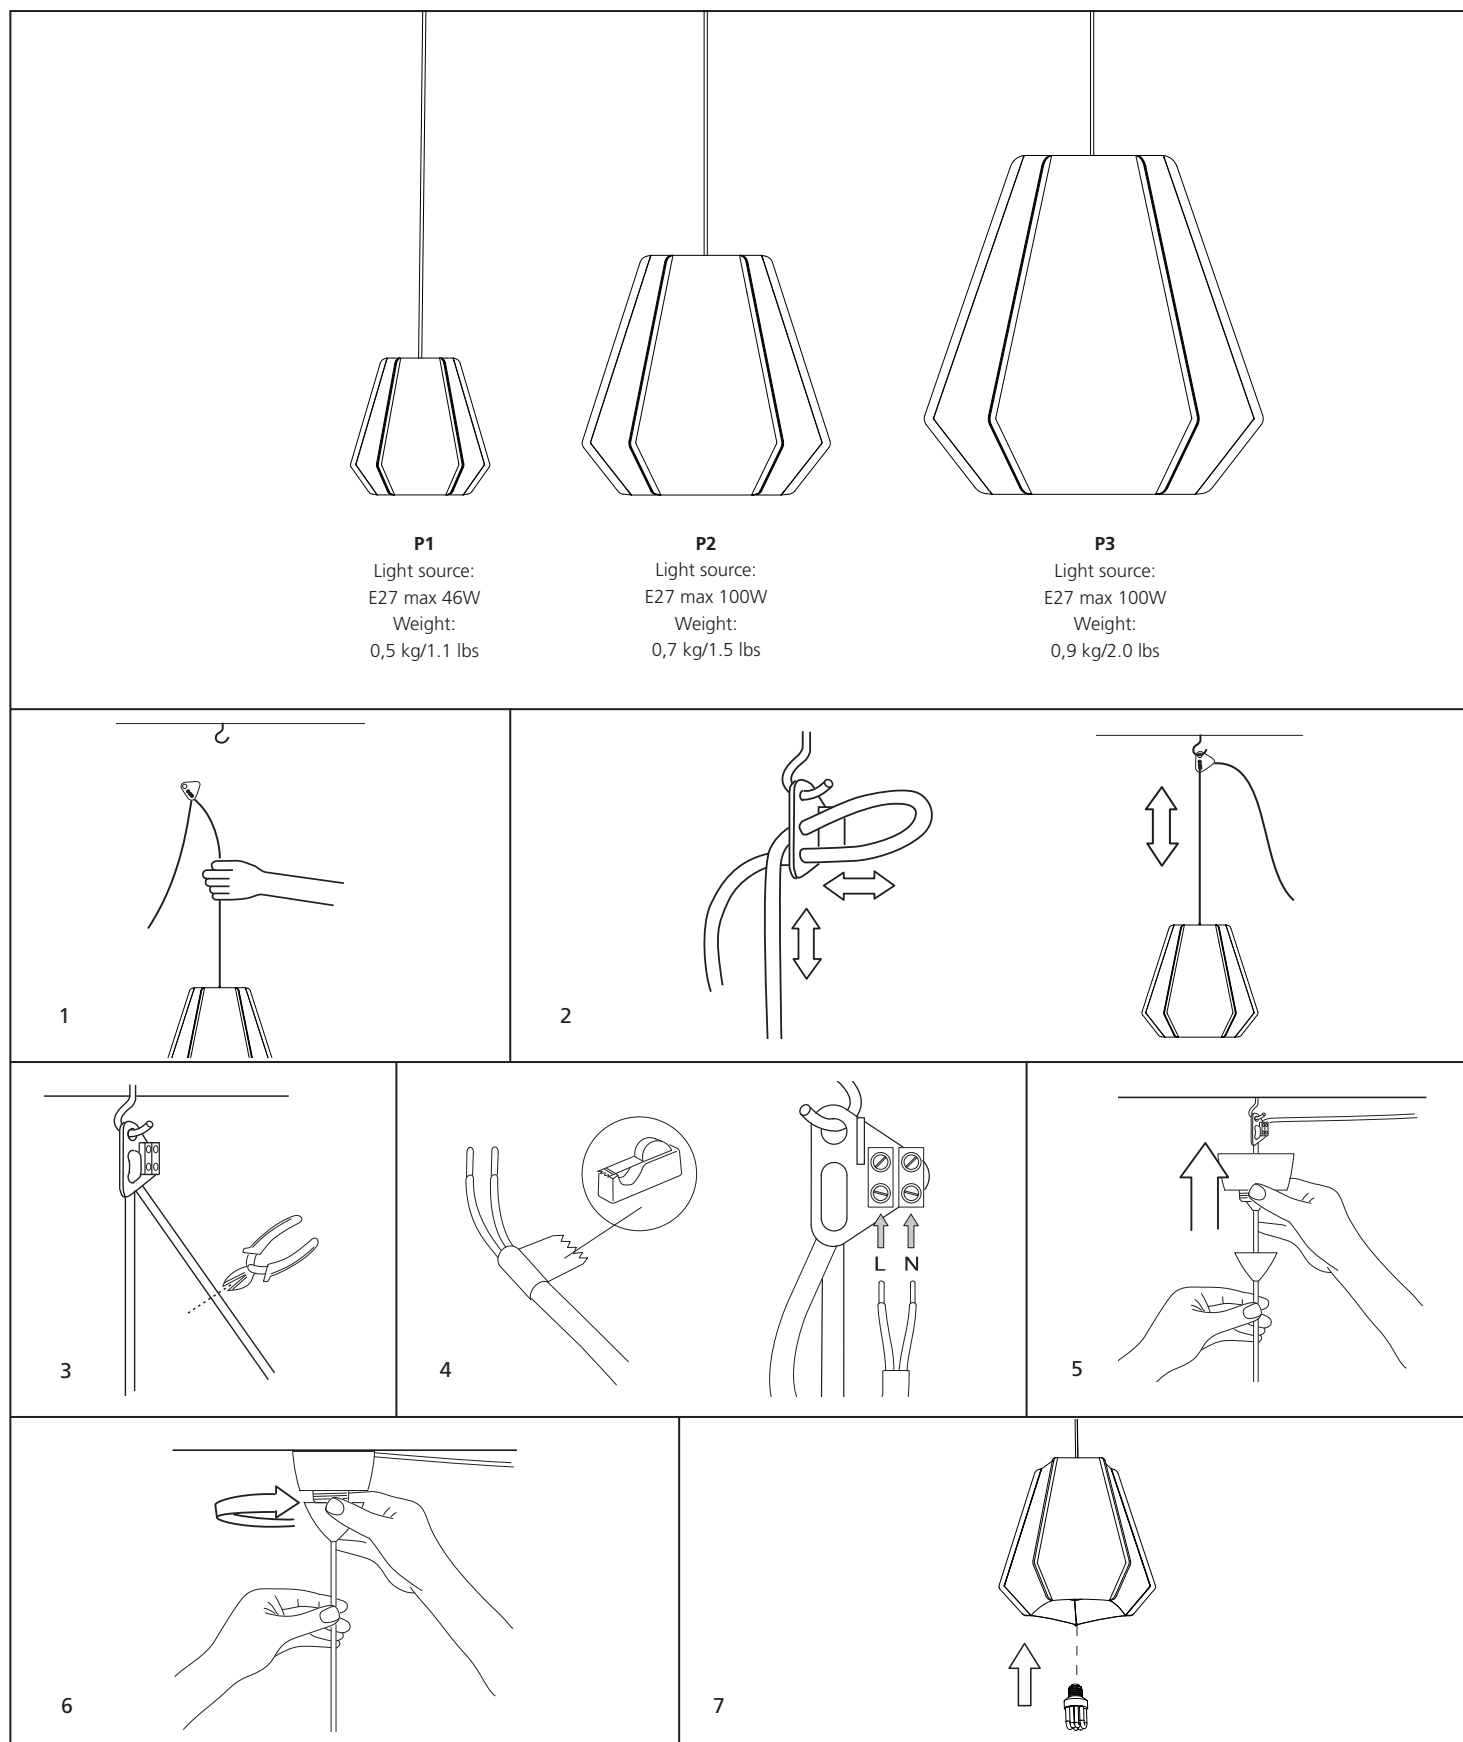 P1
Light source:
E27 max 46W
Weight:
0,5 kg/1.1 lbs
P2
Light source:
E27 max 100W
Weight:
0,7 kg/1.5 lbs
P3
Light source:
E27 max 100W
Weight:
0,9 kg/2.0 lbs
1
2
3
4
L N
5
6
7